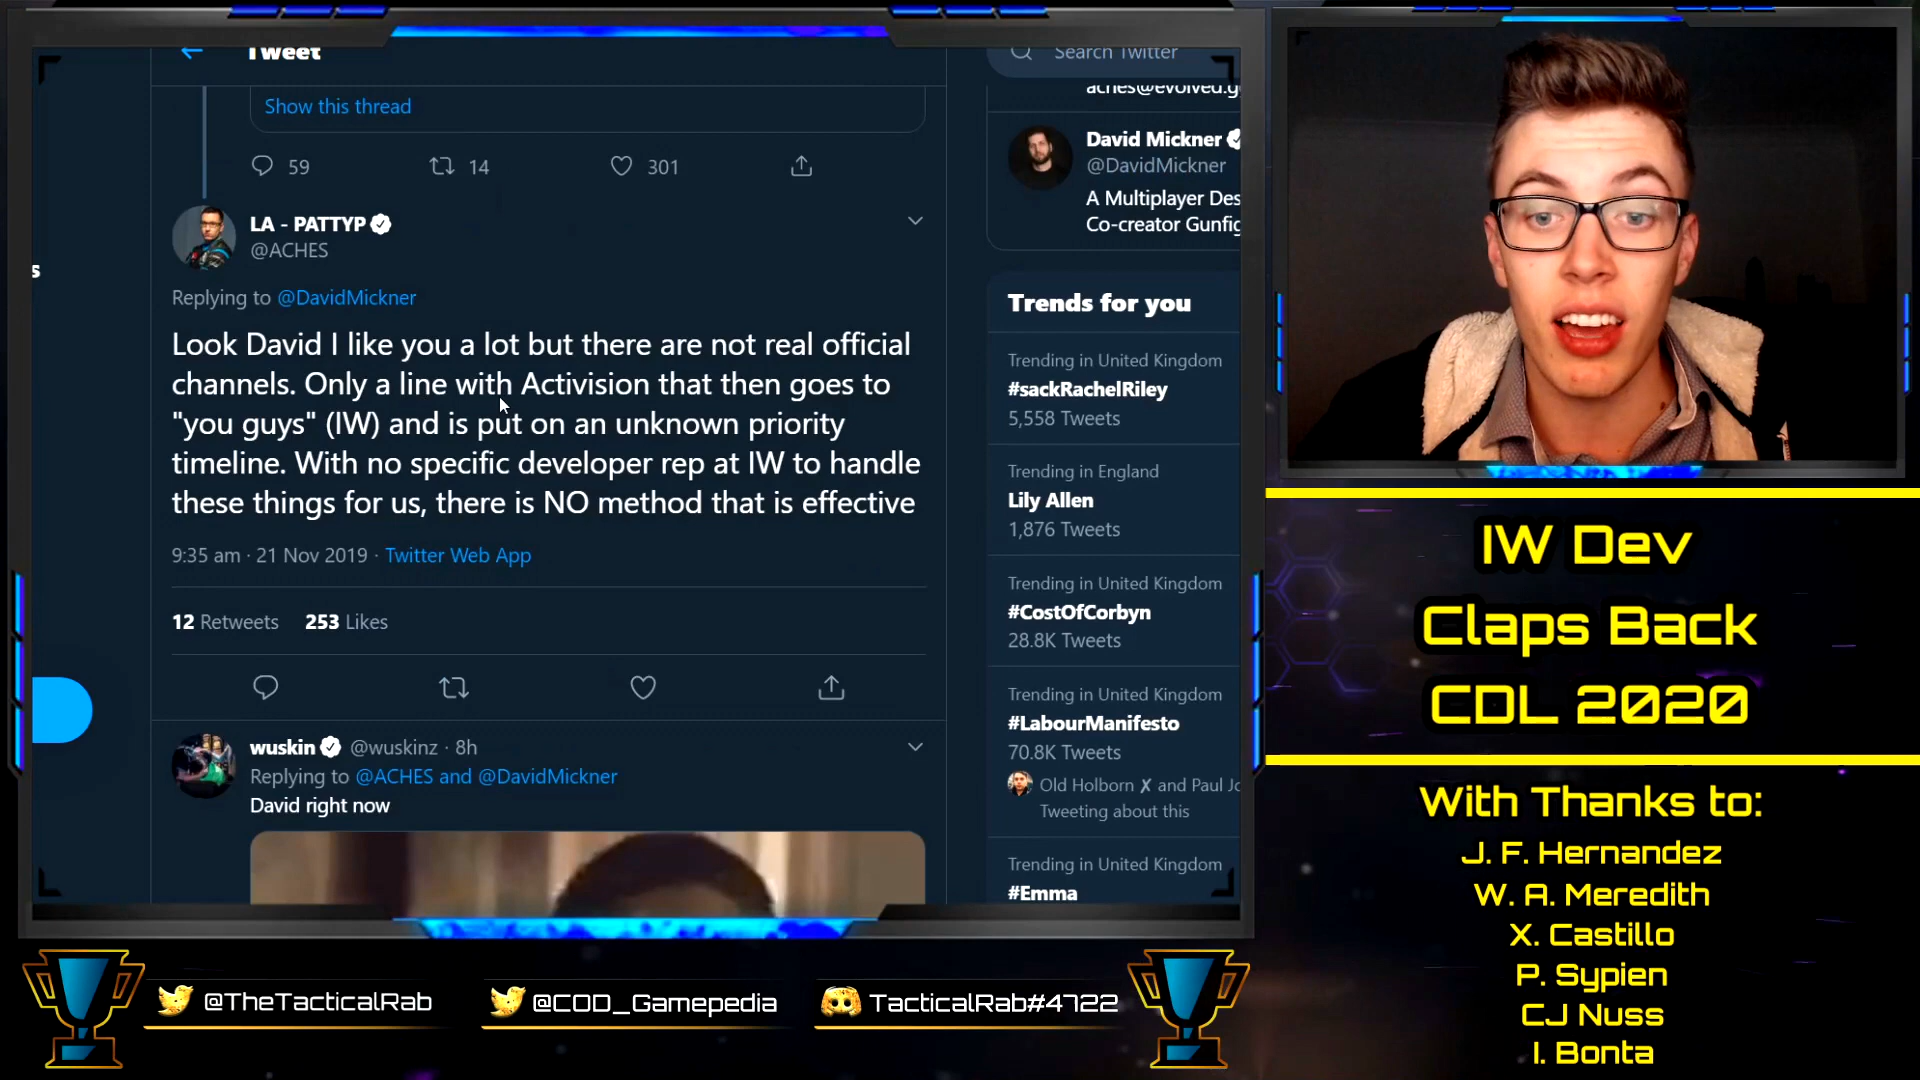 Tweet
Search Twitter
Show this thread
59
14
301
LA - PATTYP
@ACHES
s
Replying to @DavidMickner
Look David I like you a lot but there are not real official
channels. Only a line with Activision that then goes to
"you guys" (IW) and is put on an unknown priority
timeline. With no specific developer rep at IW to handle
these things for us, there is NO method that is effective
9:35 am · 21 Nov 2019 · Twitter Web App
12 Retweets 253 Likes
wuskin @wuskinz · 8h
Replying to @ACHES and @DavidMickner
David right now
David Mickner
@DavidMickner
A Multiplayer Des
Co-creator Gunfig
Trends for you
Trending in United Kingdom
#sackRachelRiley
5,558 Tweets
Trending in England
Lily Allen
1,876 Tweets
Trending in United Kingdom
#CostOfCorbyn
28.8K Tweets
Trending in United Kingdom
#LabourManifesto
70.8K Tweets
Old Holborn ✗ and Paul Jo
Tweeting about this
Trending in United Kingdom
#Emma
IW Dev
Claps Back
CDL 2020
With Thanks to:
J. F. Hernandez
W. A. Meredith
X. Castillo
P. Sypien
CJ Nuss
I. Bonta
@TheTacticalRab
@COD_Gamepedia
TacticalRab#4722